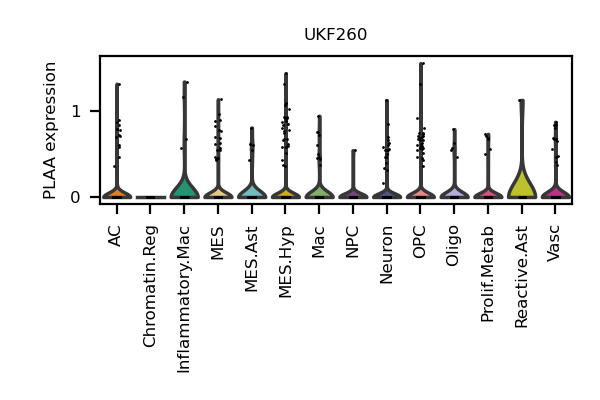 UKF260
PLAA expression
1
0
AC
Chromatin.Reg
Inflammatory.Mac
MES
MES.Ast
MES.Hyp
Mac
NPC
Neuron
OPC
Oligo
Prolif.Metab
Reactive.Ast
Vasc